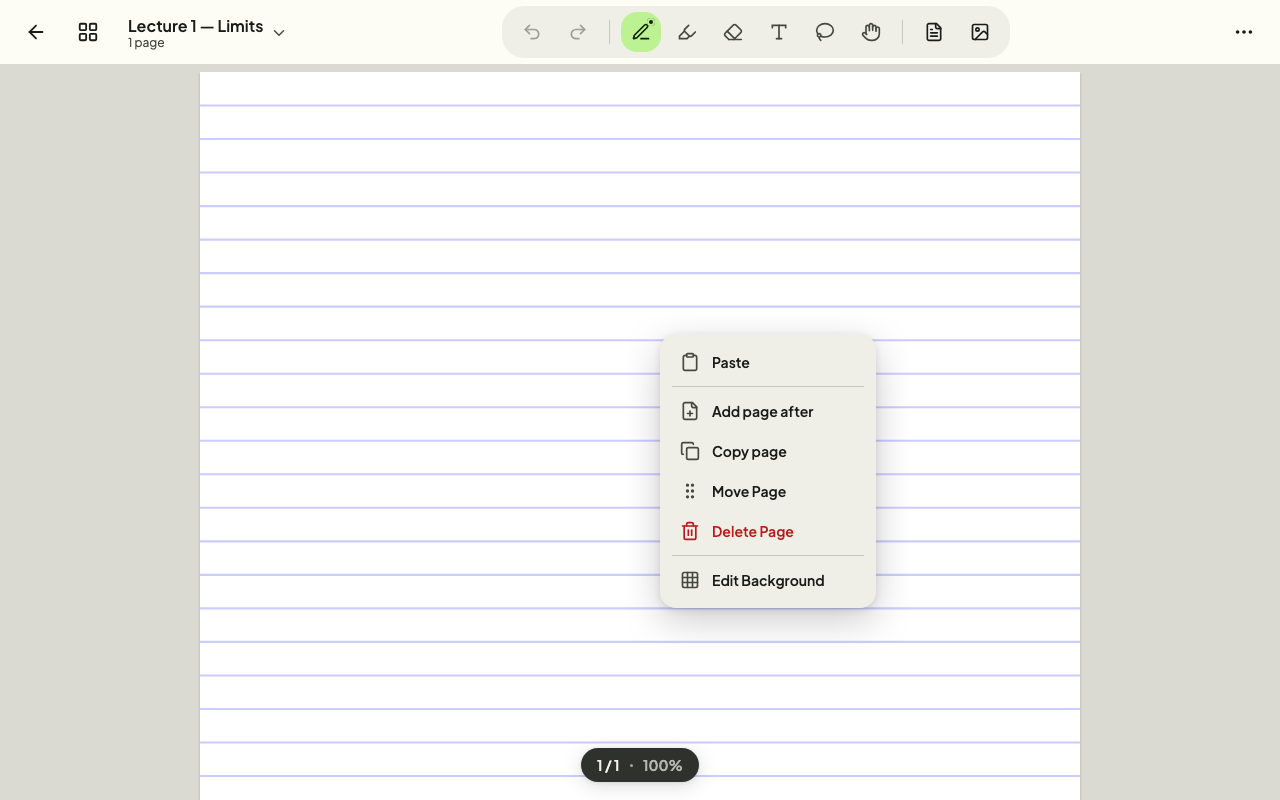 Lecture 1 — Limits
1 page
Paste
Add page after
Copy page
Move Page
Delete Page
Edit Background
1 / 1 · 100%